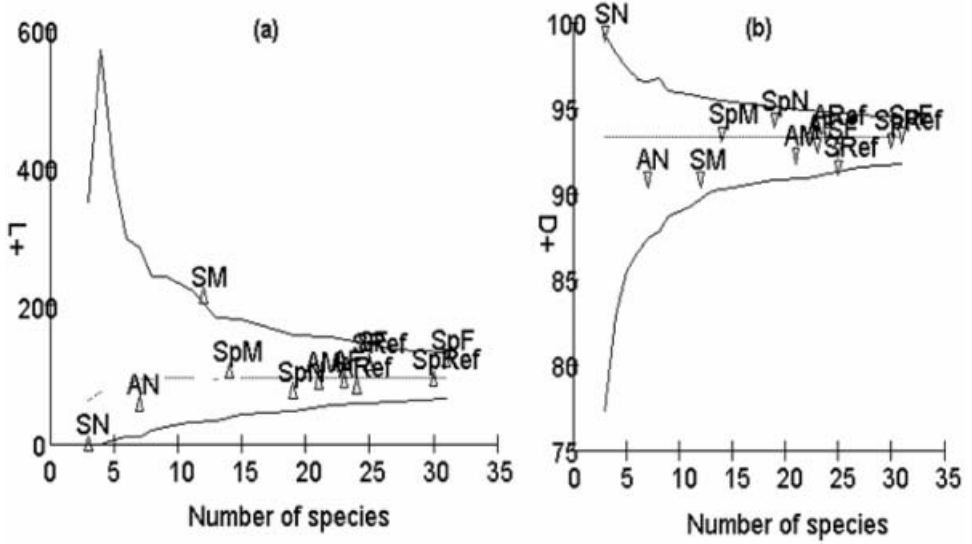 (a)
600
400
200
0
L+
SM
SpM
AN
SN
SpN
AM
SpF
SpRef
0 5 10 15 20 25 30 35
Number of species
(b)
100
95
90
85
80
75
D+
SN
SpN
SpM
ARef
AM
SF
SRef
AN
SM
SpF
SpRef
0 5 10 15 20 25 30 35
Number of species